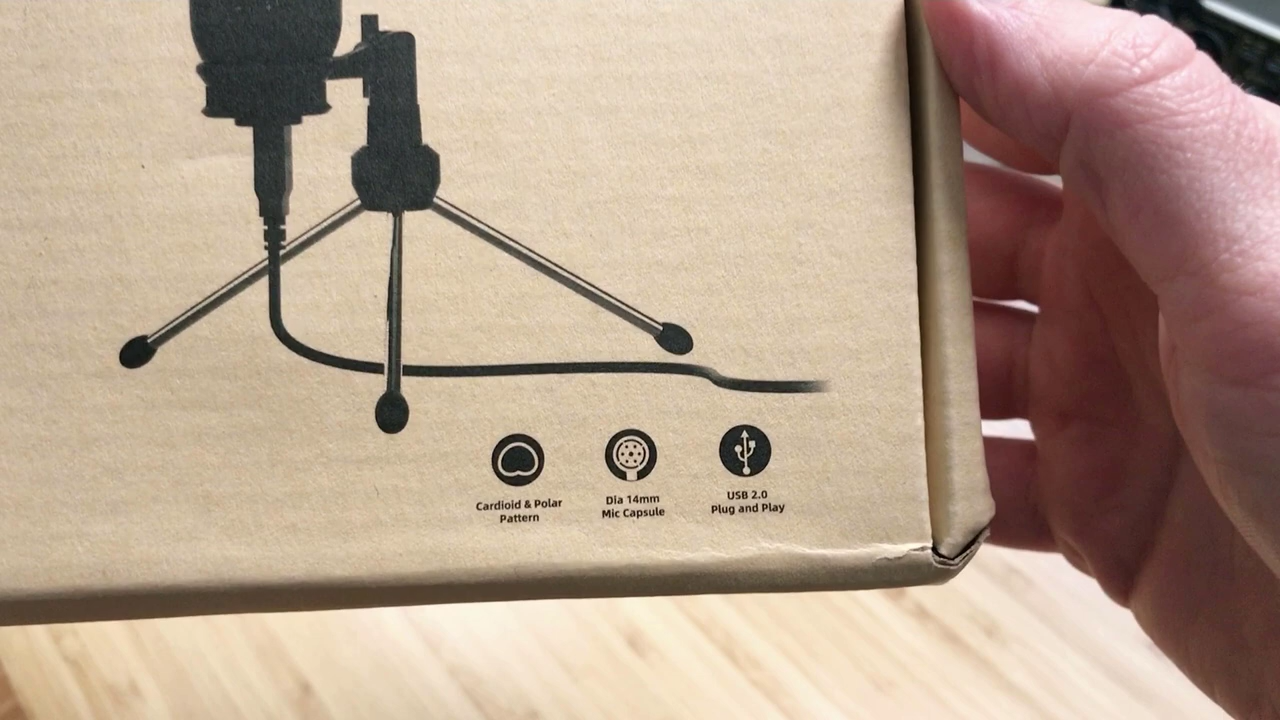 Cardioid & Polar
Pattern
Dia 14mm
Mic Capsule
USB 2.0
Plug and Play